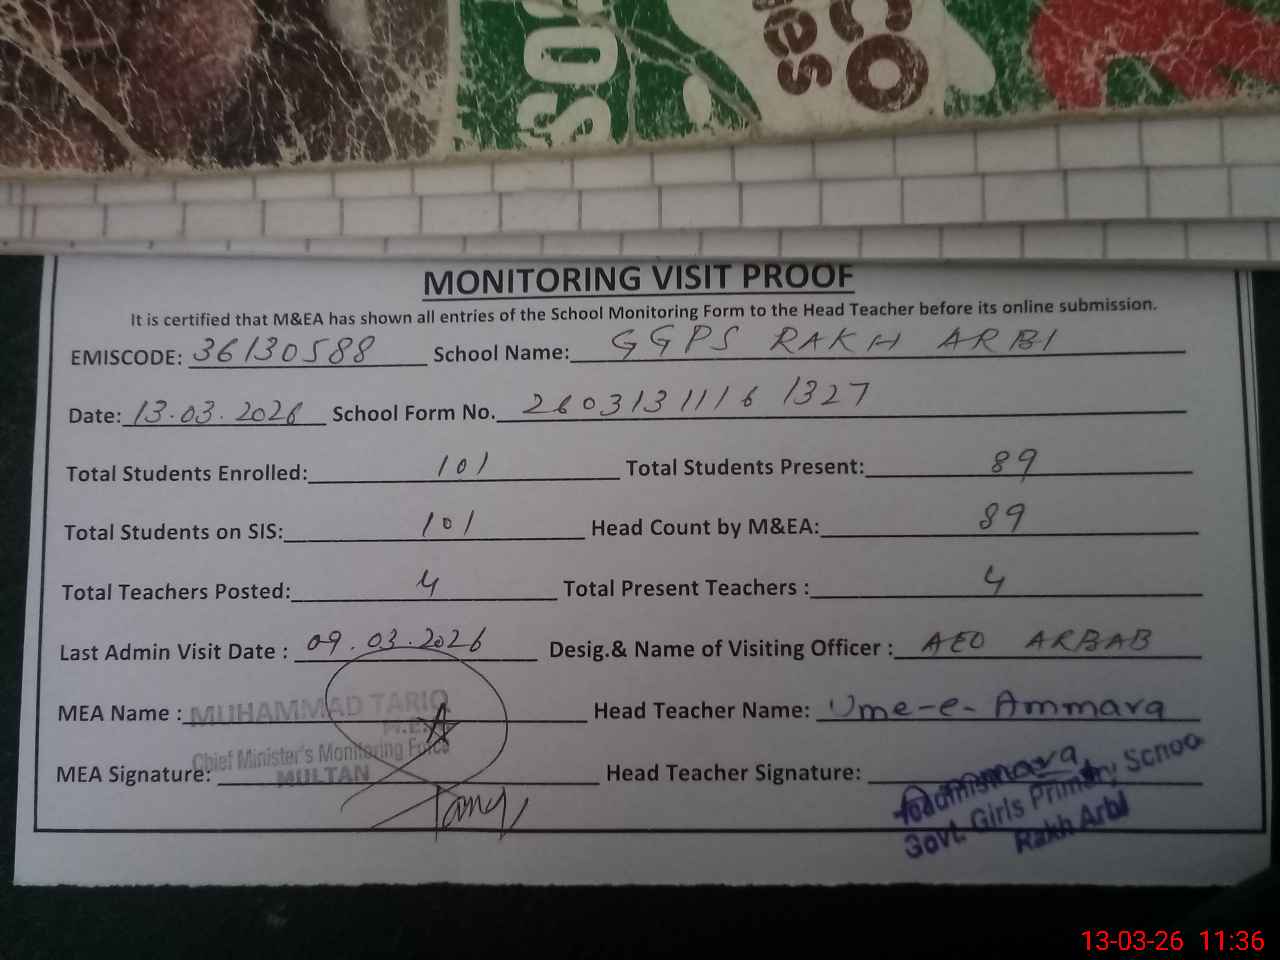 MONITORING VISIT PROOF
It is certified that M&EA has shown all entries of the School Monitoring Form to the Head Teacher before its online submission.
EMISCODE: 36130588 School Name: GGPS RAKH ARBI
Date: 13.03.2026 School Form No. 2603131116 1327
Total Students Enrolled: 101 Total Students Present: 89
Total Students on SIS: 101 Head Count by M&EA: 89
Total Teachers Posted: 4 Total Present Teachers : 4
Last Admin Visit Date : 09.03.2026 Desig.& Name of Visiting Officer : AEO ARBAB
MEA Name : MUHAMMAD TARIQ Head Teacher Name: Ume-e-Ammara
M.E.A
Chief Minister's Monitoring Force
MEA Signature: MULTAN Head Teacher Signature:
Govt. Girls Primary School
Rakh Arbi
13-03-26 11:36